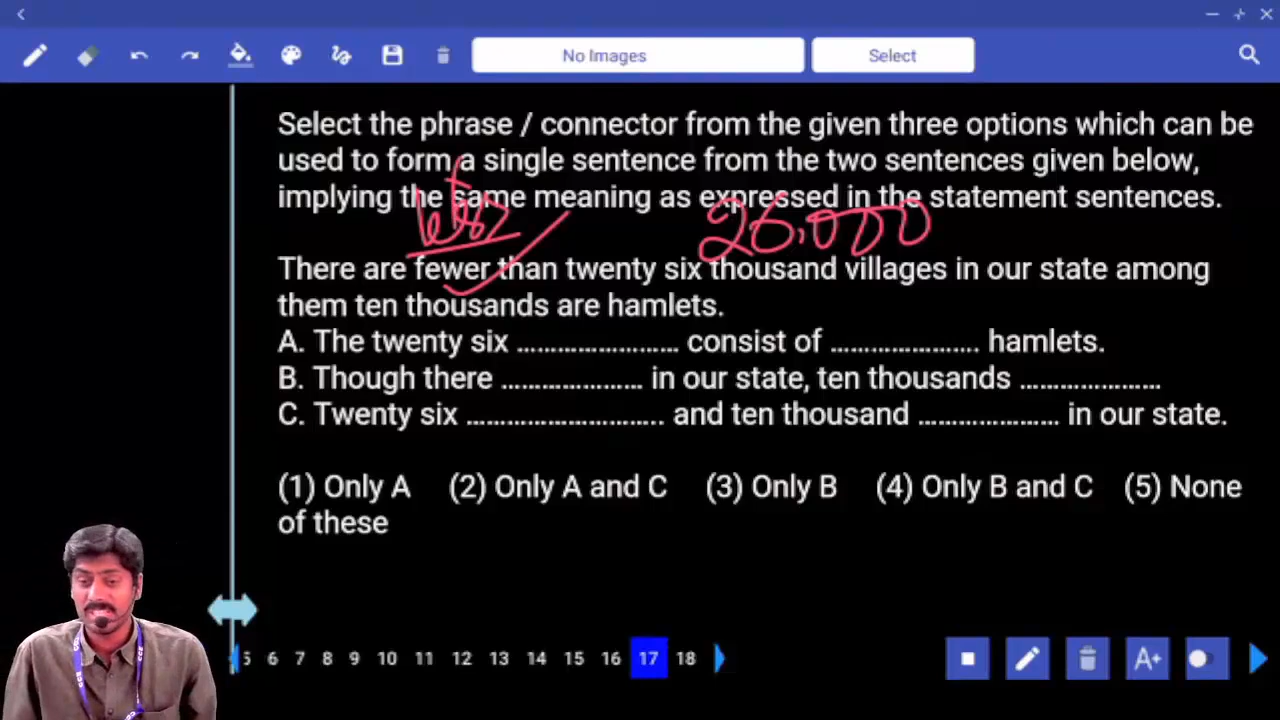 No Images
Select
Select the phrase / connector from the given three options which can be
used to form a single sentence from the two sentences given below,
implying the same meaning as expressed in the statement sentences.
26,000
There are fewer than twenty six thousand villages in our state among
them ten thousands are hamlets.
A. The twenty six ........................ consist of ...................... hamlets.
B. Though there ..................... in our state, ten thousands .....................
C. Twenty six ............................ and ten thousand ..................... in our state.
(1) Only A (2) Only A and C (3) Only B (4) Only B and C (5) None
of these
5 6 7 8 9 10 11 12 13 14 15 16 17 18
A+